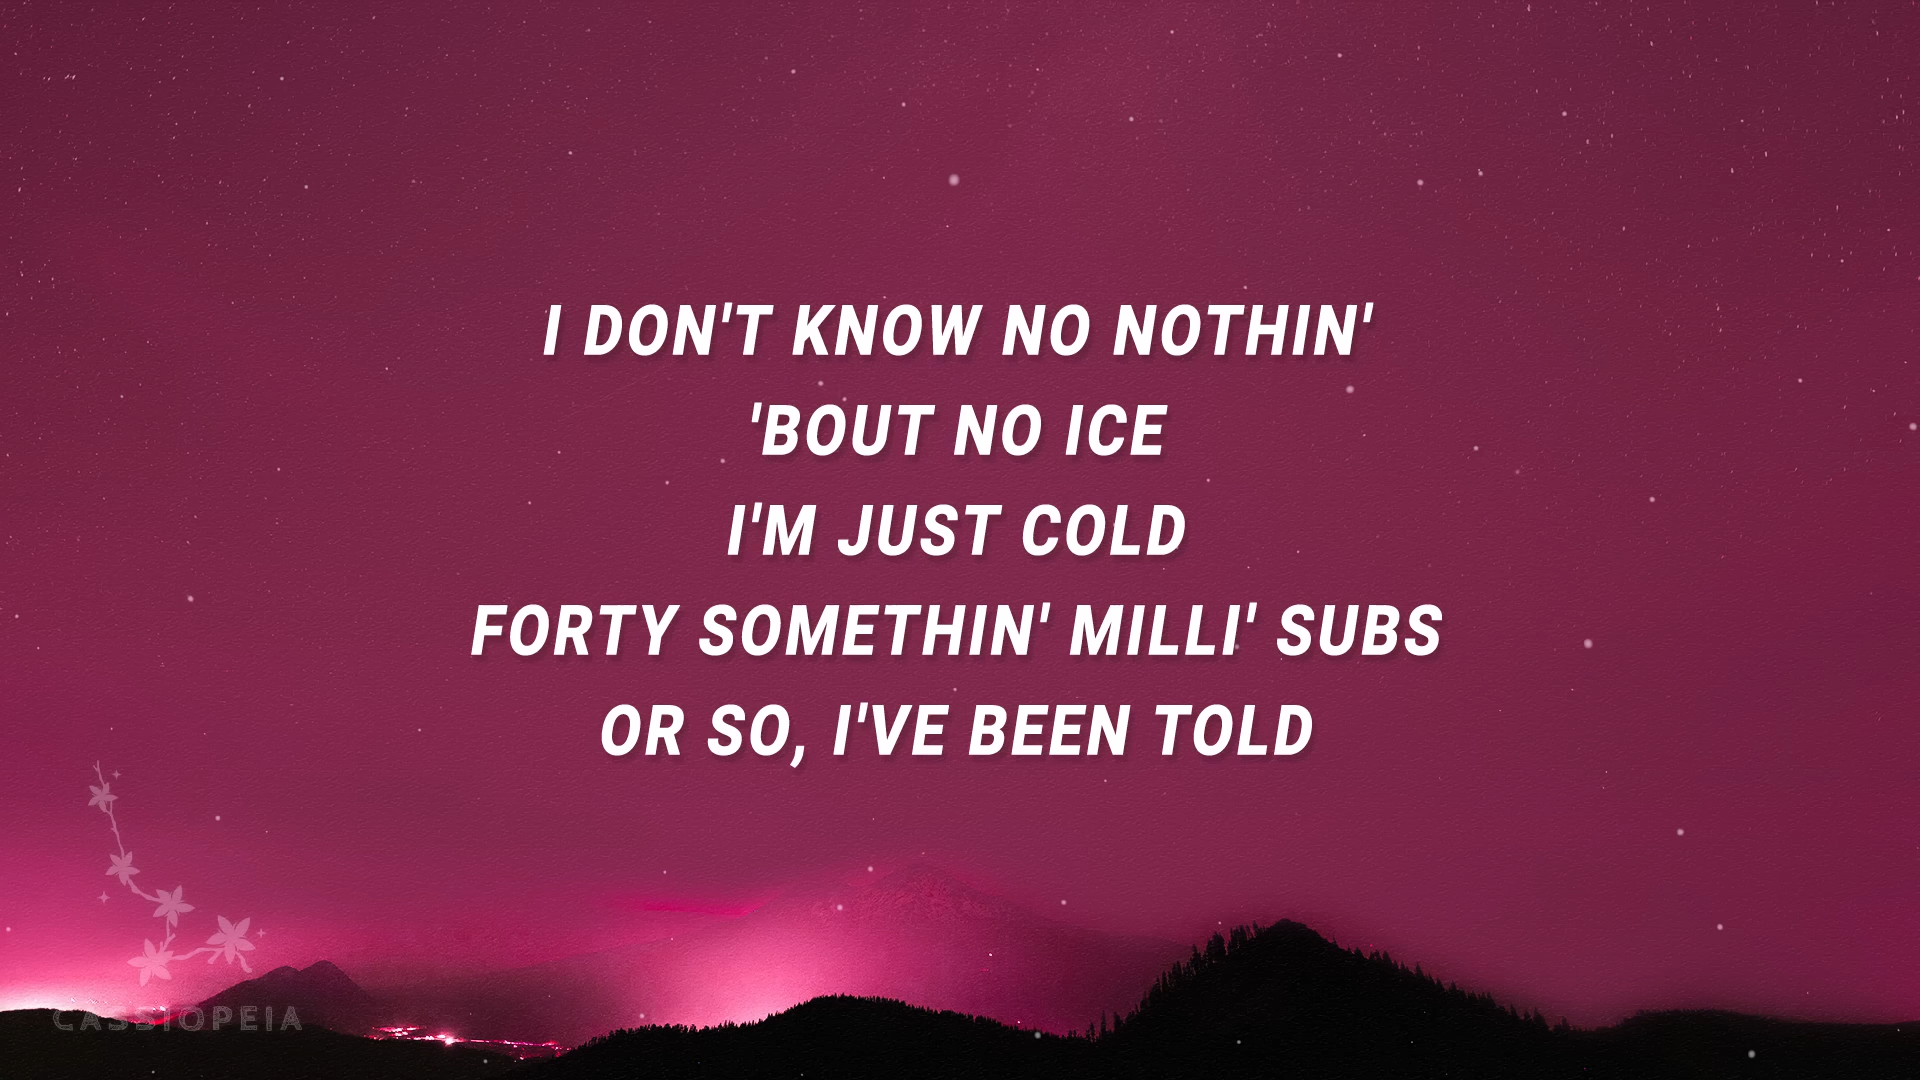 I DON'T KNOW NO NOTHIN'
'BOUT NO ICE
I'M JUST COLD
FORTY SOMETHIN' MILLI' SUBS
OR SO, I'VE BEEN TOLD
CASSIOPEIA